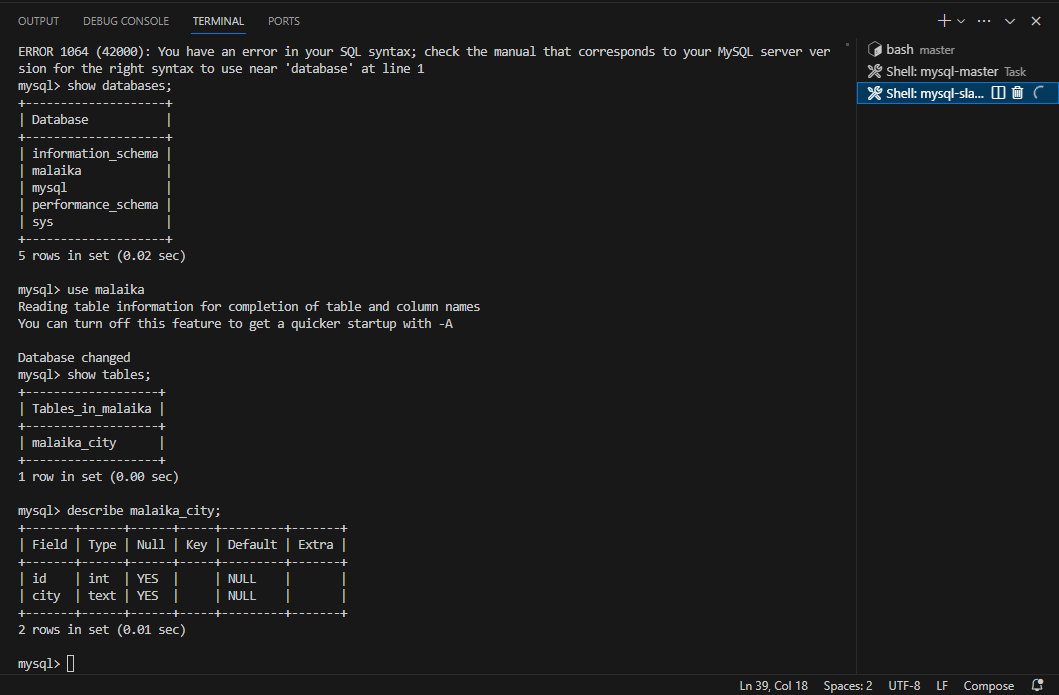 OUTPUT DEBUG CONSOLE TERMINAL PORTS
ERROR 1064 (42000): You have an error in your SQL syntax; check the manual that corresponds to your MySQL server ver
sion for the right syntax to use near 'database' at line 1
mysql> show databases;
+--------------------+
| Database           |
+--------------------+
| information_schema |
| malaika            |
| mysql              |
| performance_schema |
| sys                |
+--------------------+
5 rows in set (0.02 sec)
mysql> use malaika
Reading table information for completion of table and column names
You can turn off this feature to get a quicker startup with -A
Database changed
mysql> show tables;
+-------------------+
| Tables_in_malaika |
+-------------------+
| malaika_city      |
+-------------------+
1 row in set (0.00 sec)
mysql> describe malaika_city;
+-------+------+------+-----+---------+-------+
| Field | Type | Null | Key | Default | Extra |
+-------+------+------+-----+---------+-------+
| id    | int  | YES  |     | NULL    |       |
| city  | text | YES  |     | NULL    |       |
+-------+------+------+-----+---------+-------+
2 rows in set (0.01 sec)
mysql>
bash master
Shell: mysql-master Task
Shell: mysql-sla...
Ln 39, Col 18 Spaces: 2 UTF-8 LF Compose